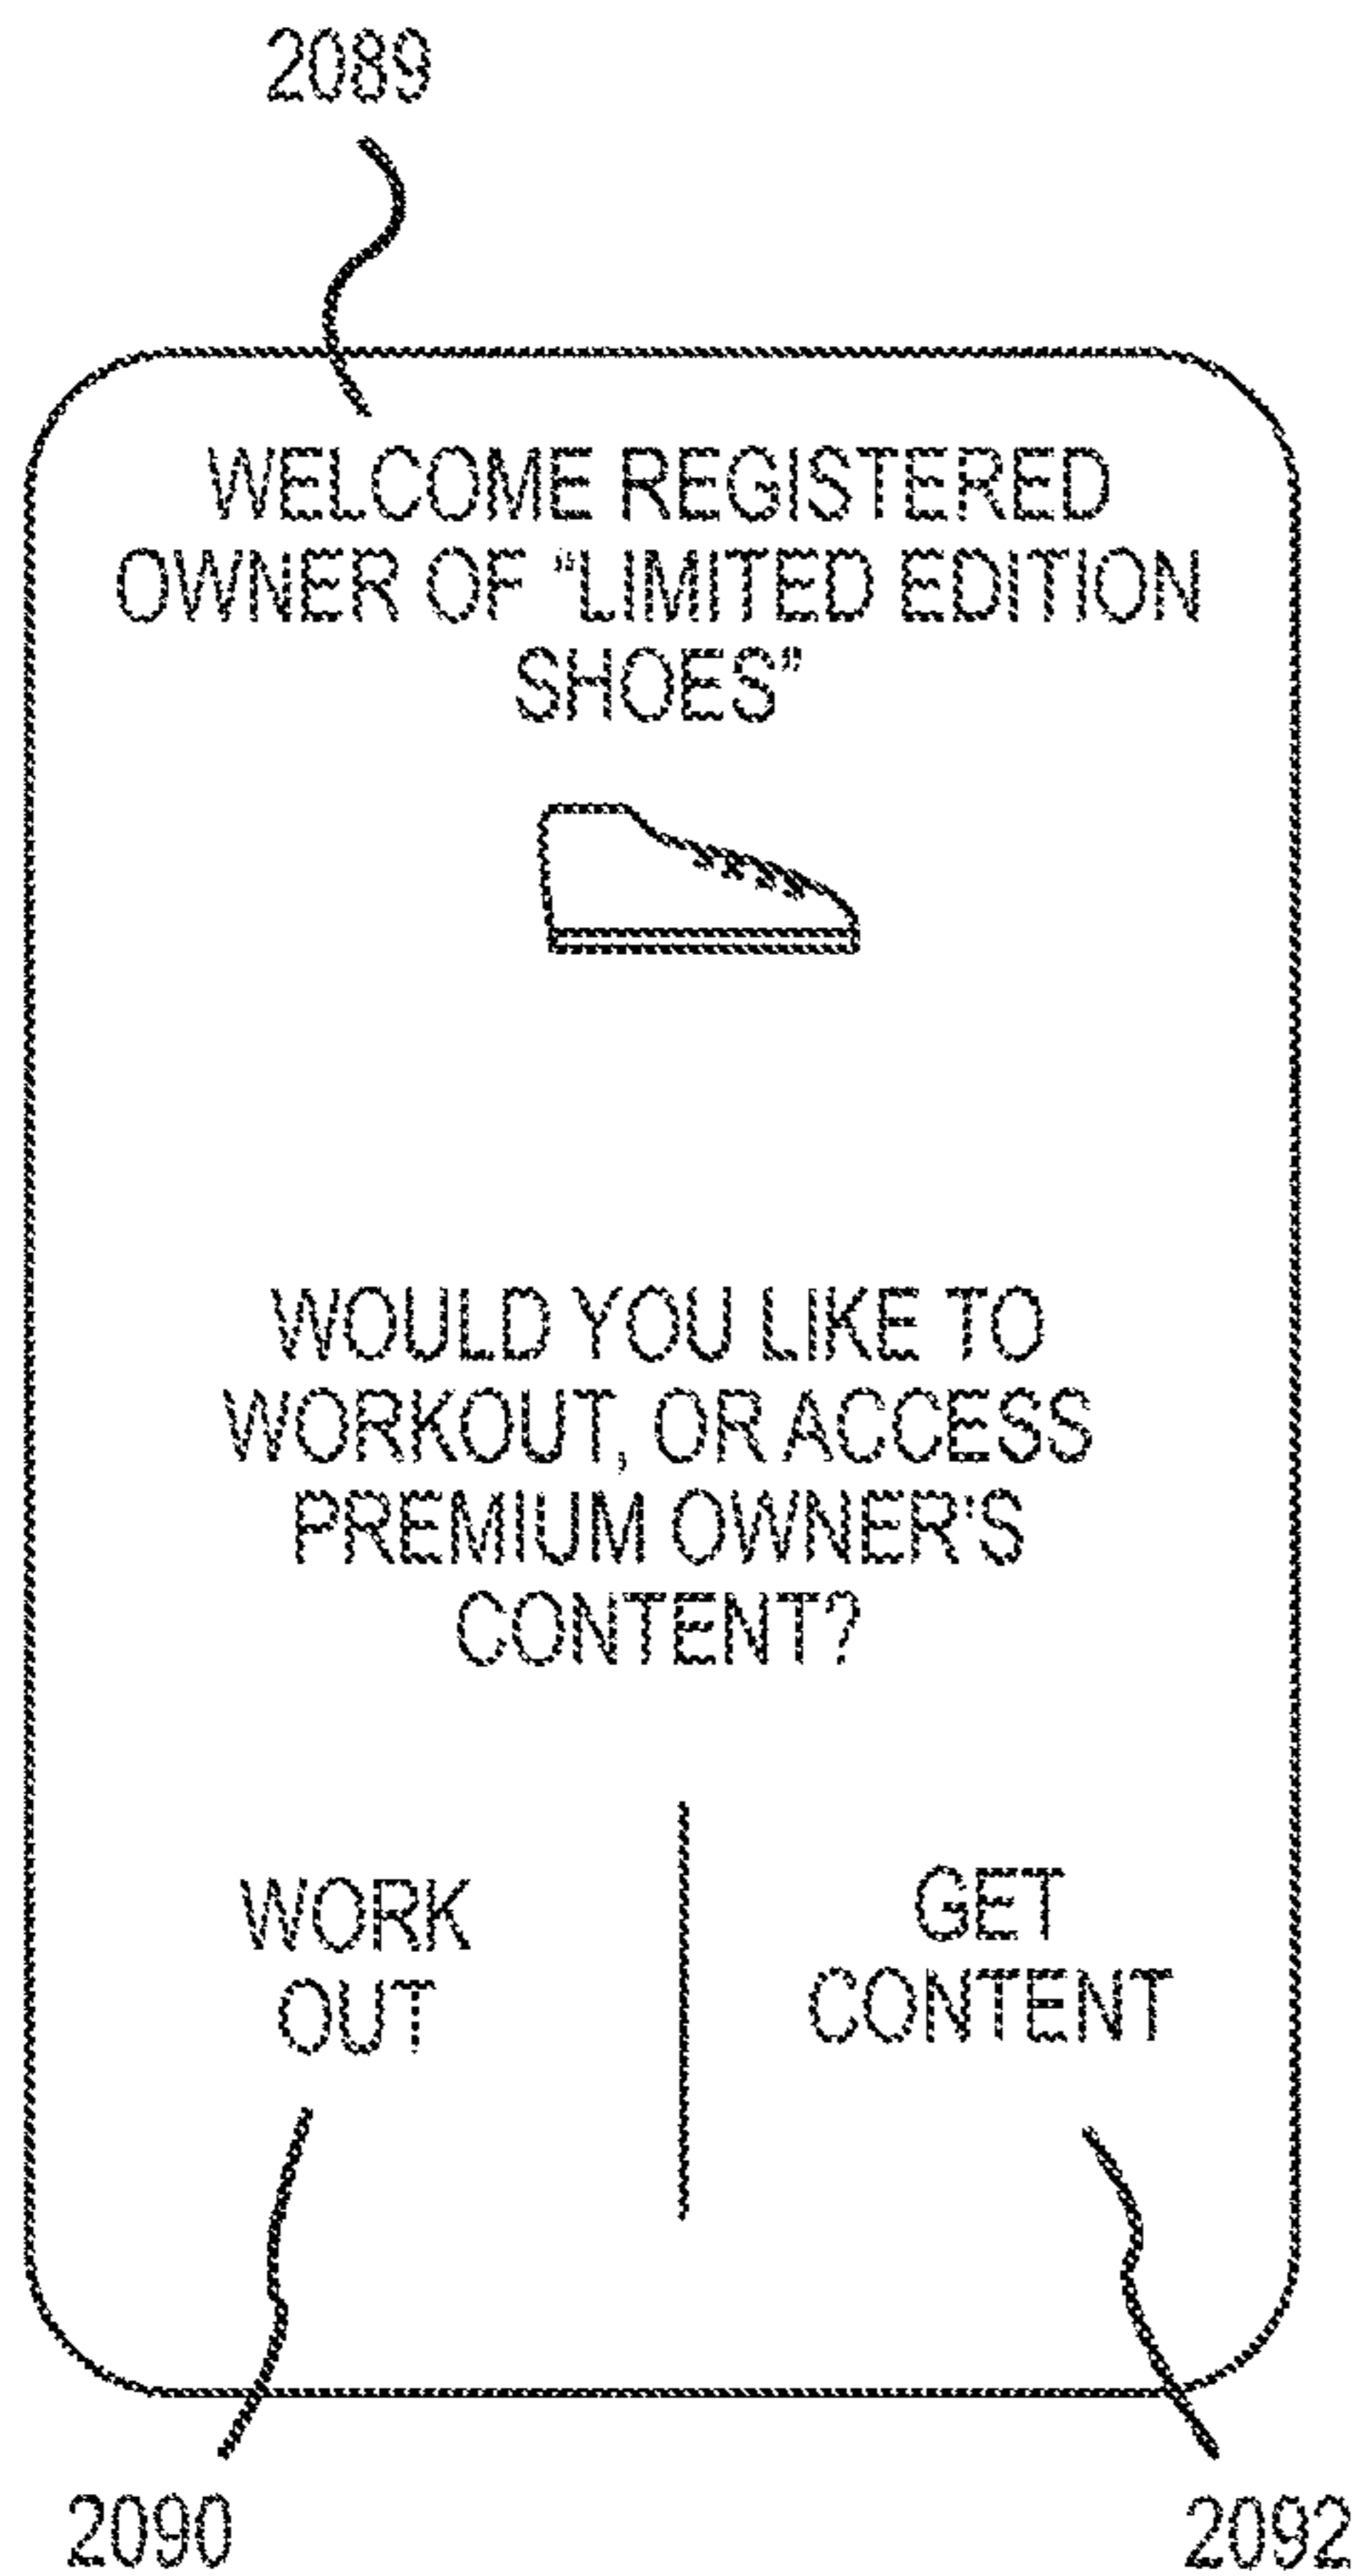 2089
WELCOME REGISTERED
OWNER OF "LIMITED EDITION
SHOES"
WOULD YOU LIKE TO
WORKOUT, OR ACCESS
PREMIUM OWNER'S
CONTENT?
WORK
OUT
GET
CONTENT
2090
2092